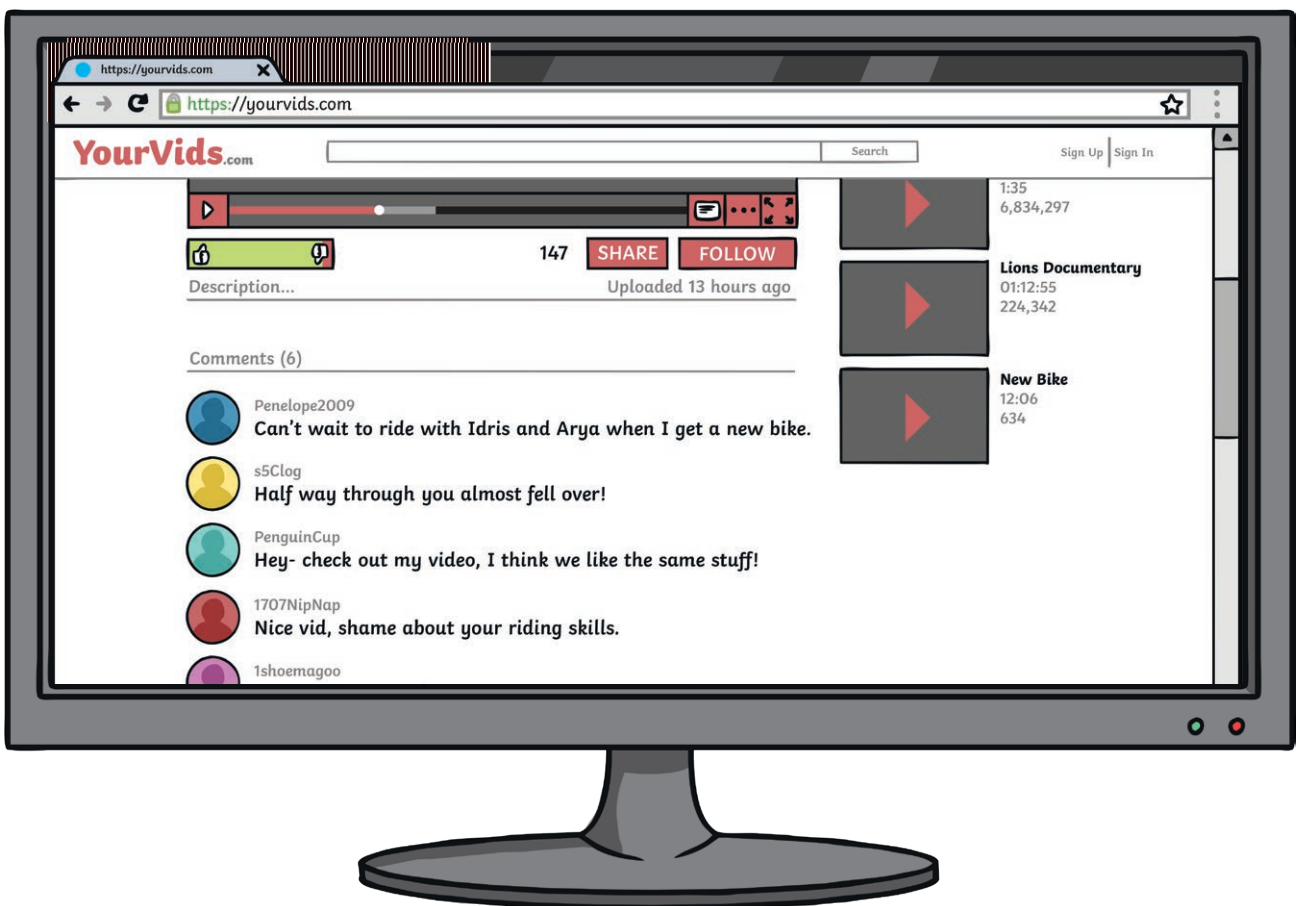 https://yourvids.com
https://yourvids.com
YourVids.com
Search
Sign Up
Sign In
147
SHARE
FOLLOW
Description...
Uploaded 13 hours ago
Comments (6)
Penelope2009
Can't wait to ride with Idris and Arya when I get a new bike.
s5Clog
Half way through you almost fell over!
PenguinCup
Hey- check out my video, I think we like the same stuff!
1707NipNap
Nice vid, shame about your riding skills.
1shoemagoo
1:35
6,834,297
Lions Documentary
01:12:55
224,342
New Bike
12:06
634